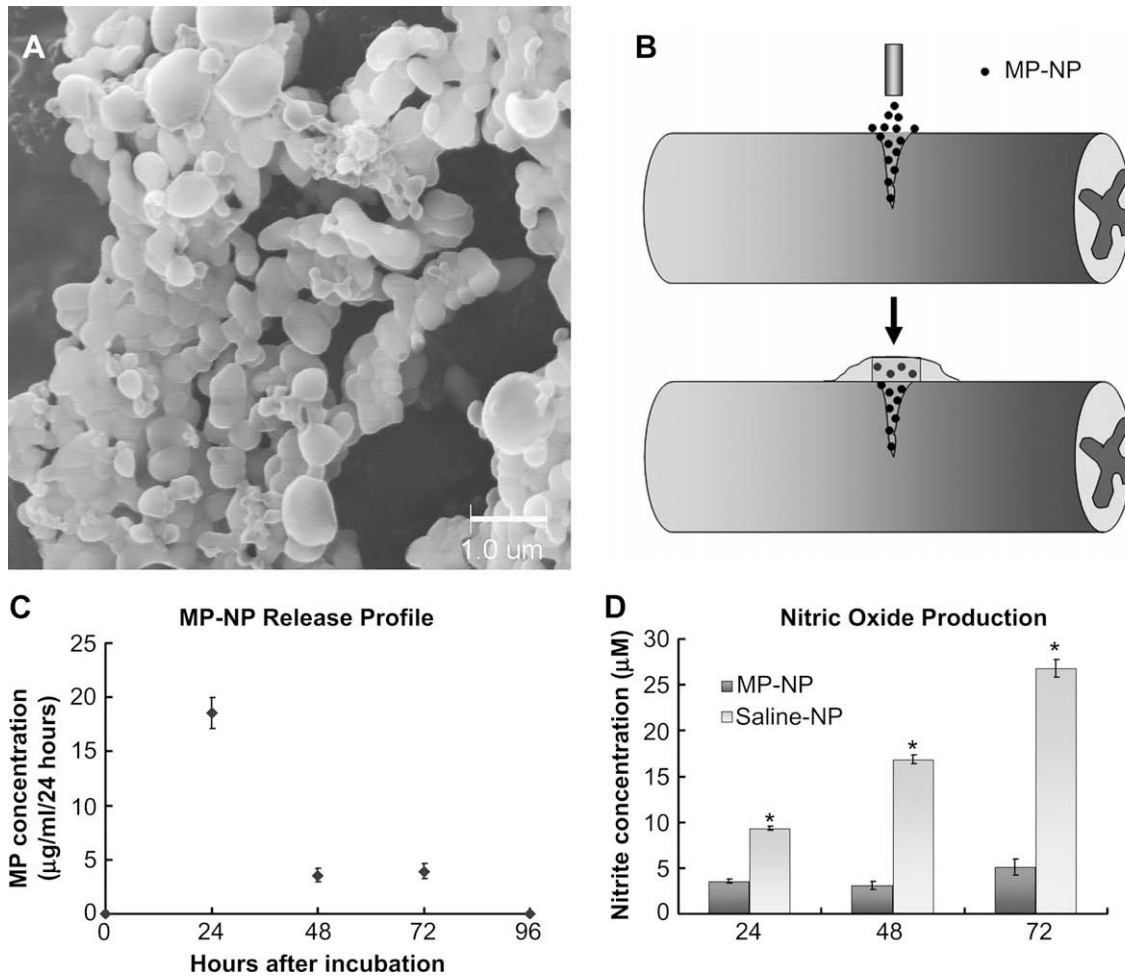 A
1.0 um
B
MP-NP
C
MP-NP Release Profile
MP concentration
(µg/ml/24 hours)
25
20
15
10
5
0
0 24 48 72 96
Hours after incubation
D
Nitric Oxide Production
Nitrite concentration (µM)
30
25
20
15
10
5
0
MP-NP
Saline-NP
*
*
*
24 48 72